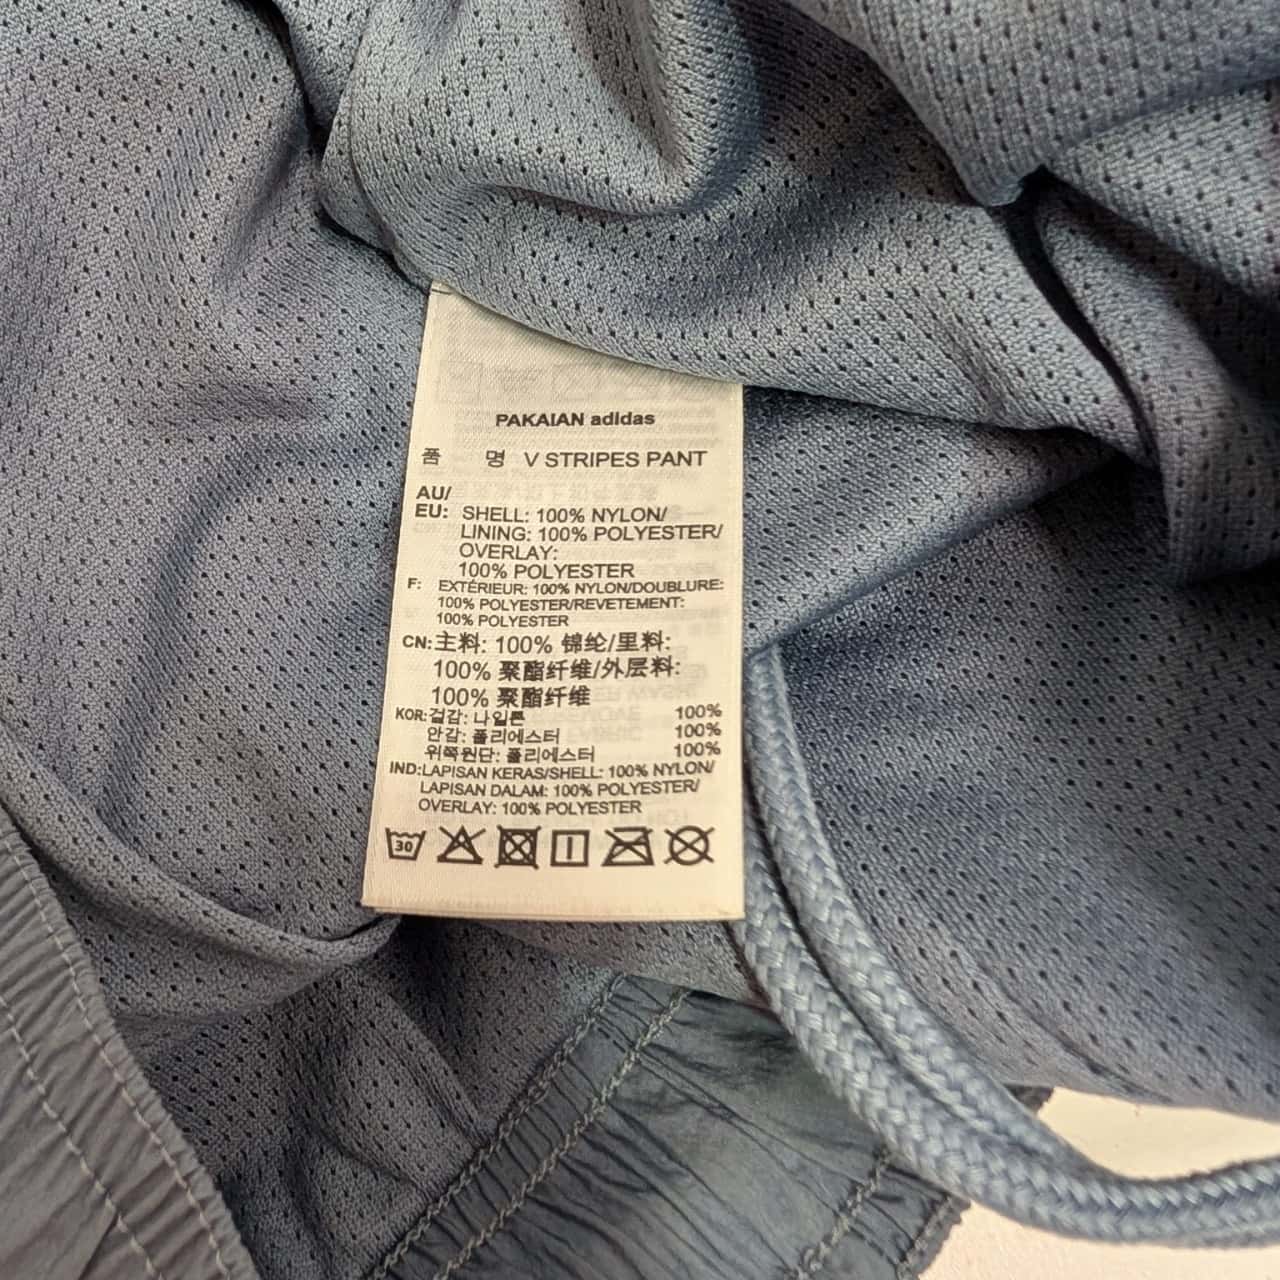 PAKAIAN adidas
품 명 V STRIPES PANT
AU/
EU: SHELL: 100% NYLON/
LINING: 100% POLYESTER/
OVERLAY:
100% POLYESTER
F: EXTÉRIEUR: 100% NYLON/DOUBLURE:
100% POLYESTER/REVETEMENT:
100% POLYESTER
CN:主料: 100% 锦纶/里料:
100% 聚酯纤维/外层料:
100% 聚酯纤维
KOR:겉감: 나일론 100%
안감: 폴리에스터 100%
위쪽원단: 폴리에스터 100%
IND:LAPISAN KERAS/SHELL: 100% NYLON/
LAPISAN DALAM: 100% POLYESTER/
OVERLAY: 100% POLYESTER
30